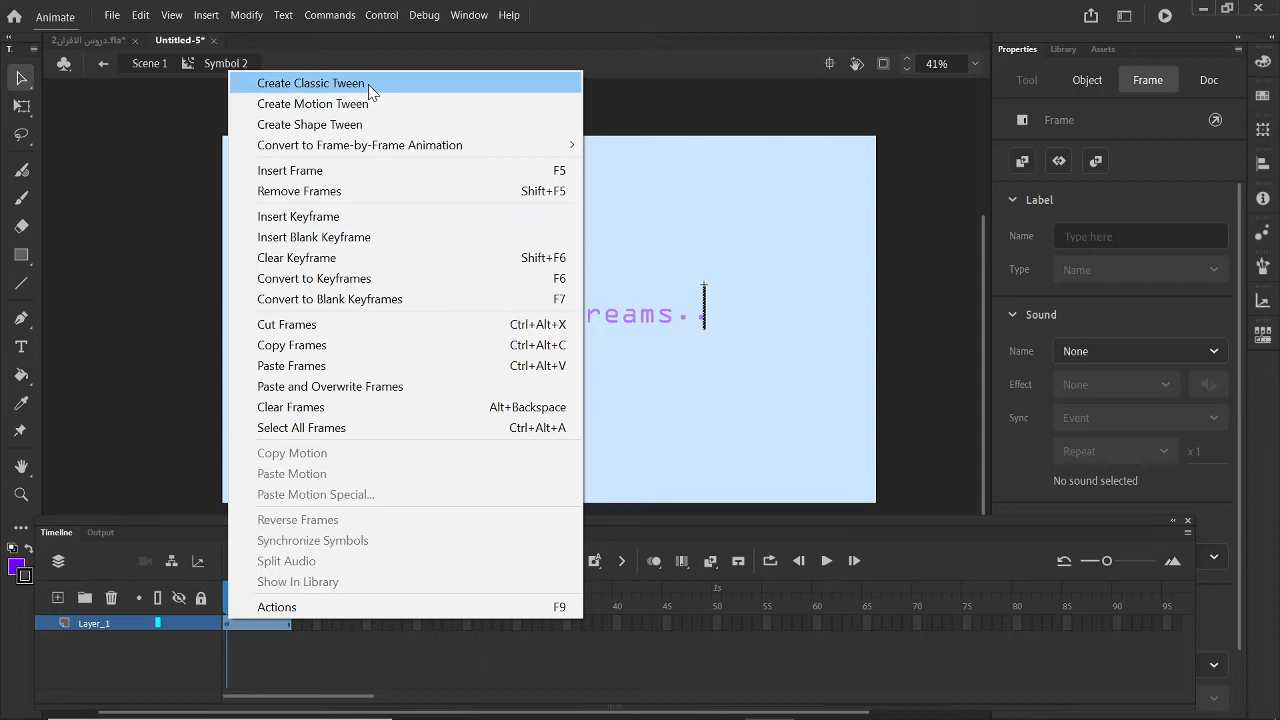 Animate File Edit View Insert Modify Text Commands Control Debug Window Help
دروس الاقران2.fla* × Untitled-5* ×
Scene 1 Symbol 2 41%
Properties Library Assets
Tool Object Frame Doc
Frame
Label
Name Type here
Type Name
Sound
Name None
Effect None
Sync Event
Repeat x 1
No sound selected
Create Classic Tween
Create Motion Tween
Create Shape Tween
Convert to Frame-by-Frame Animation
Insert Frame F5
Remove Frames Shift+F5
Insert Keyframe
Insert Blank Keyframe
Clear Keyframe Shift+F6
Convert to Keyframes F6
Convert to Blank Keyframes F7
Cut Frames Ctrl+Alt+X
Copy Frames Ctrl+Alt+C
Paste Frames Ctrl+Alt+V
Paste and Overwrite Frames
Clear Frames Alt+Backspace
Select All Frames Ctrl+Alt+A
Copy Motion
Paste Motion
Paste Motion Special...
Reverse Frames
Synchronize Symbols
Split Audio
Show In Library
Actions F9
reams..
Timeline Output
1s
40 45 50 55 60 65 70 75 80 85 90 95
Layer_1